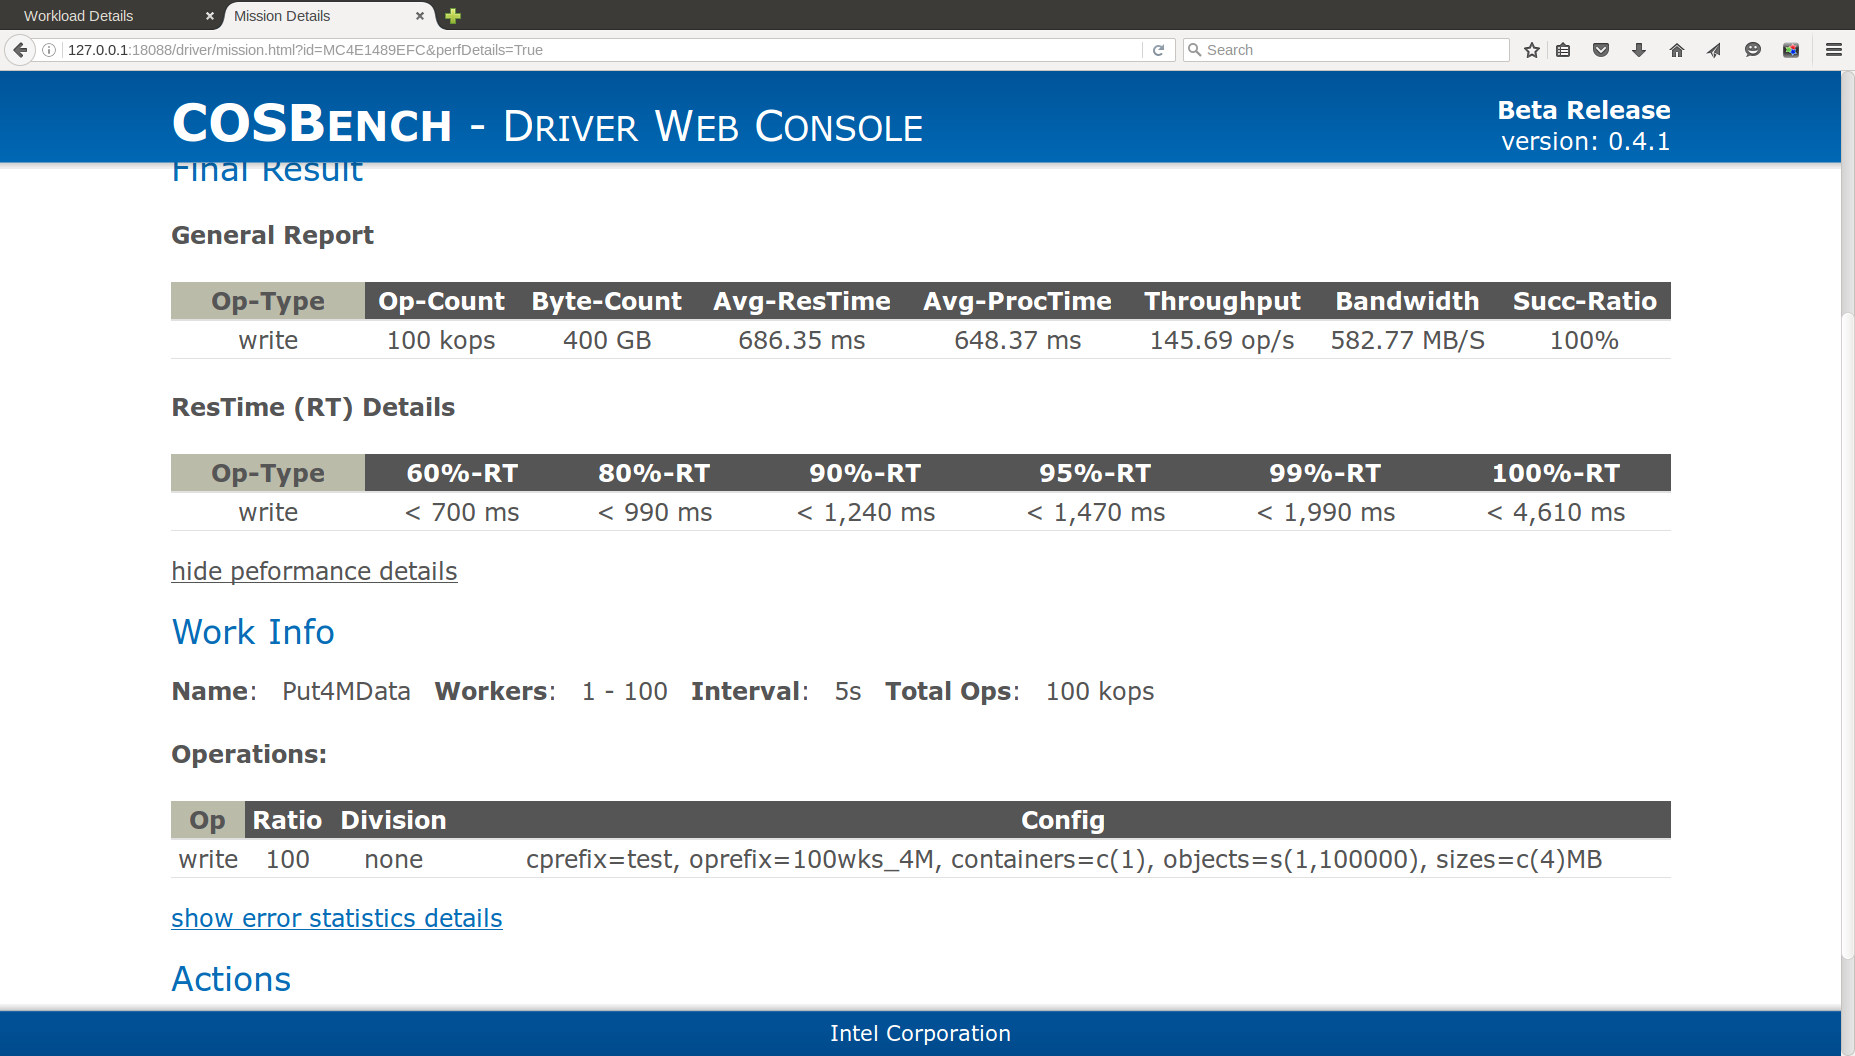 Workload Details
Mission Details
127.0.0.1:18088/driver/mission.html?id=MC4E1489EFC&perfDetails=True
Search
COSBENCH - DRIVER WEB CONSOLE
Beta Release
version: 0.4.1
Final Result
General Report
Op-Type Op-Count Byte-Count Avg-ResTime Avg-ProcTime Throughput Bandwidth Succ-Ratio
write 100 kops 400 GB 686.35 ms 648.37 ms 145.69 op/s 582.77 MB/S 100%
ResTime (RT) Details
Op-Type 60%-RT 80%-RT 90%-RT 95%-RT 99%-RT 100%-RT
write < 700 ms < 990 ms < 1,240 ms < 1,470 ms < 1,990 ms < 4,610 ms
hide peformance details
Work Info
Name: Put4MData Workers: 1 - 100 Interval: 5s Total Ops: 100 kops
Operations:
Op Ratio Division Config
write 100 none cprefix=test, oprefix=100wks_4M, containers=c(1), objects=s(1,100000), sizes=c(4)MB
show error statistics details
Actions
Intel Corporation